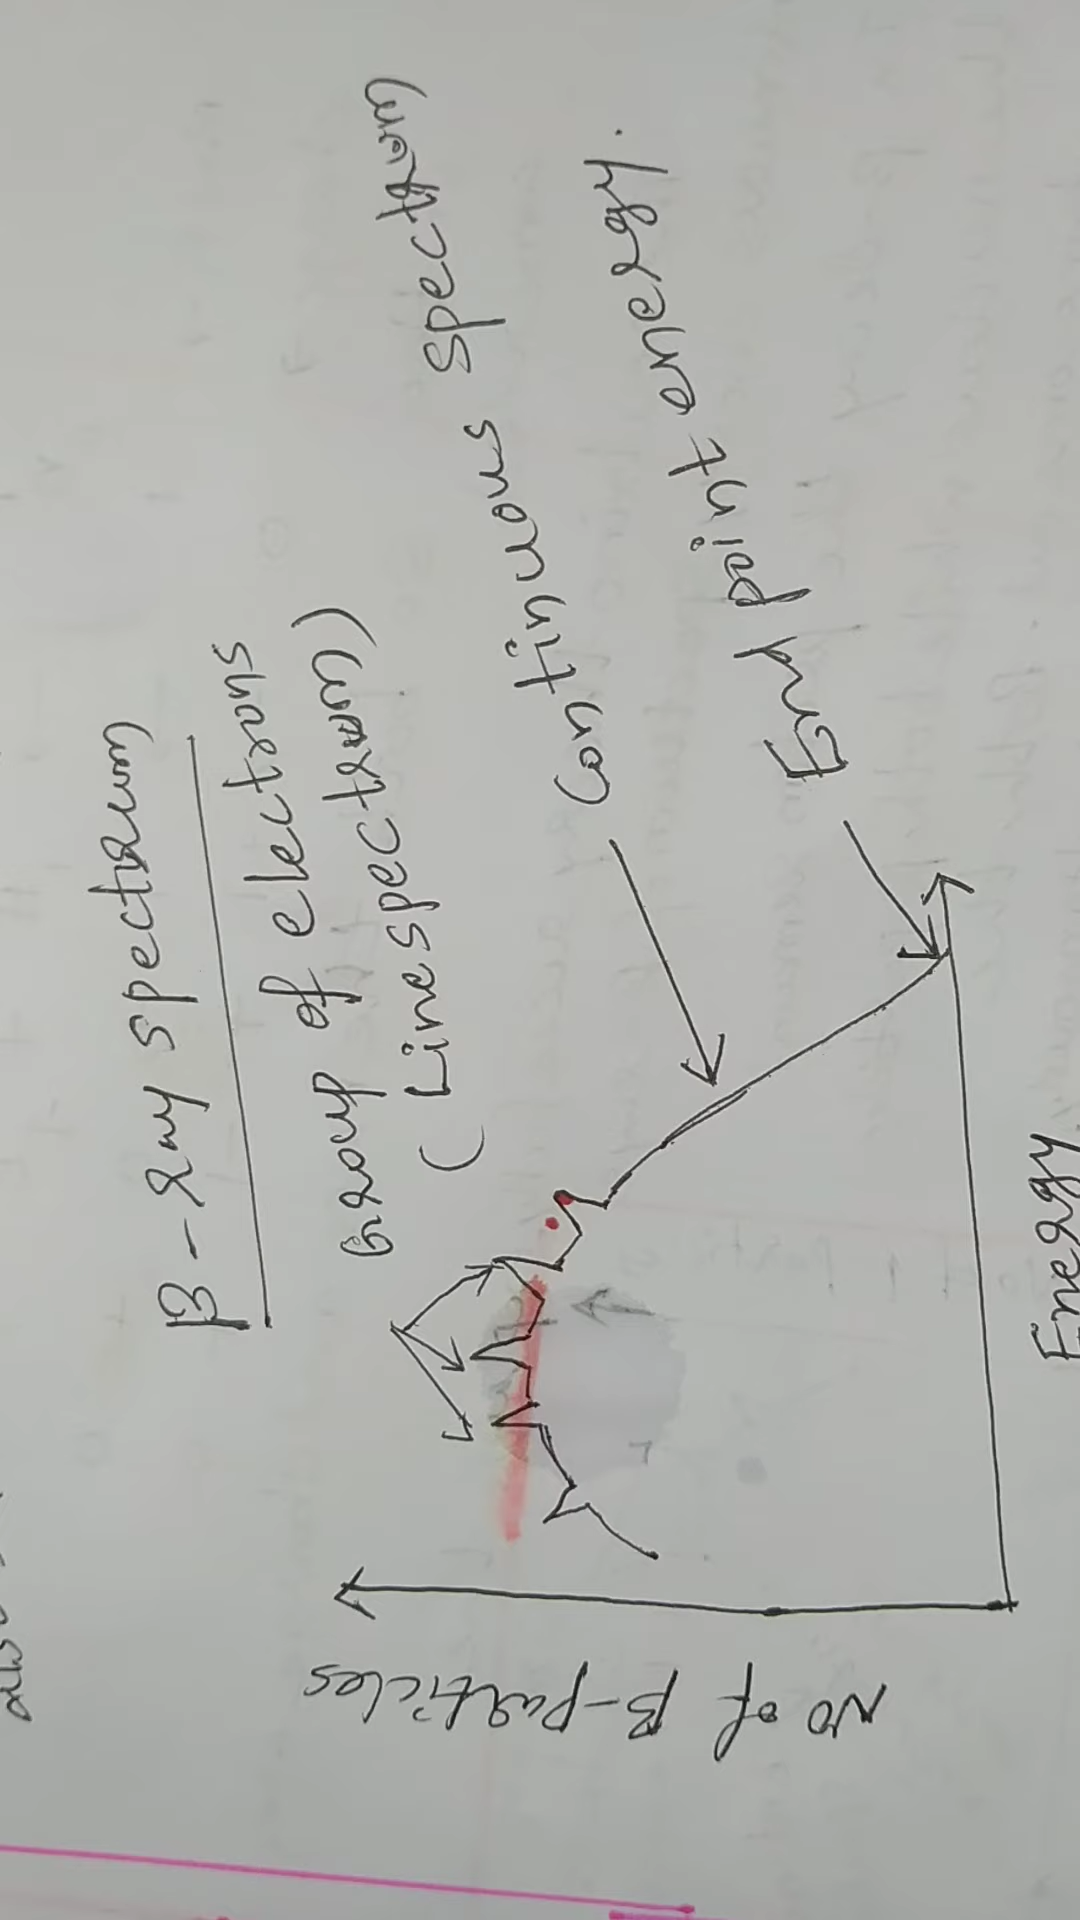 β-ray spectrum
Group of electrons
(Line spectrum)
Continuous spectrum
End point energy.
No of β-particles
Energy